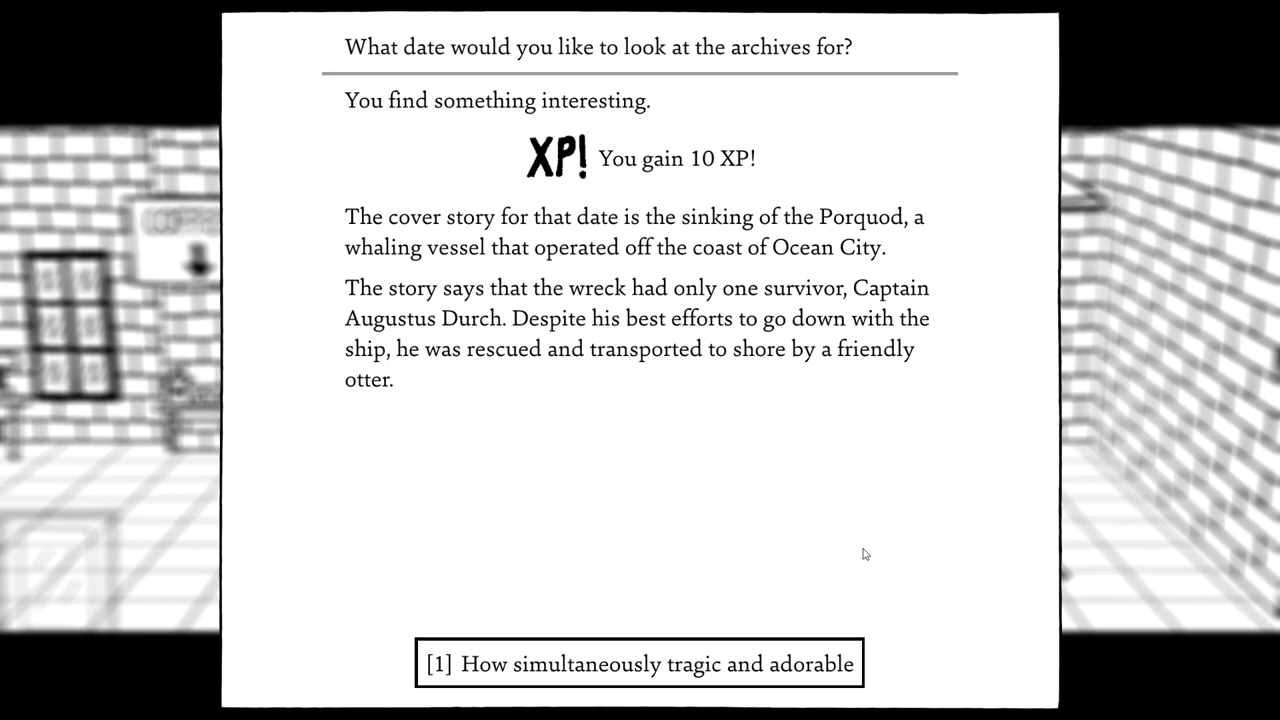 What date would you like to look at the archives for?
You find something interesting.
XP! You gain 10 XP!
The cover story for that date is the sinking of the Porquod, a
whaling vessel that operated off the coast of Ocean City.
The story says that the wreck had only one survivor, Captain
Augustus Durch. Despite his best efforts to go down with the
ship, he was rescued and transported to shore by a friendly
otter.
[1] How simultaneously tragic and adorable